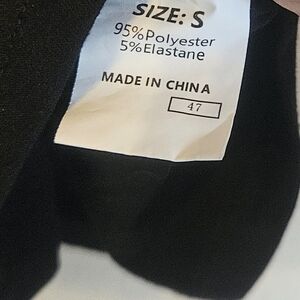 SIZE: S
95%Polyester
5%Elastane
MADE IN CHINA
47